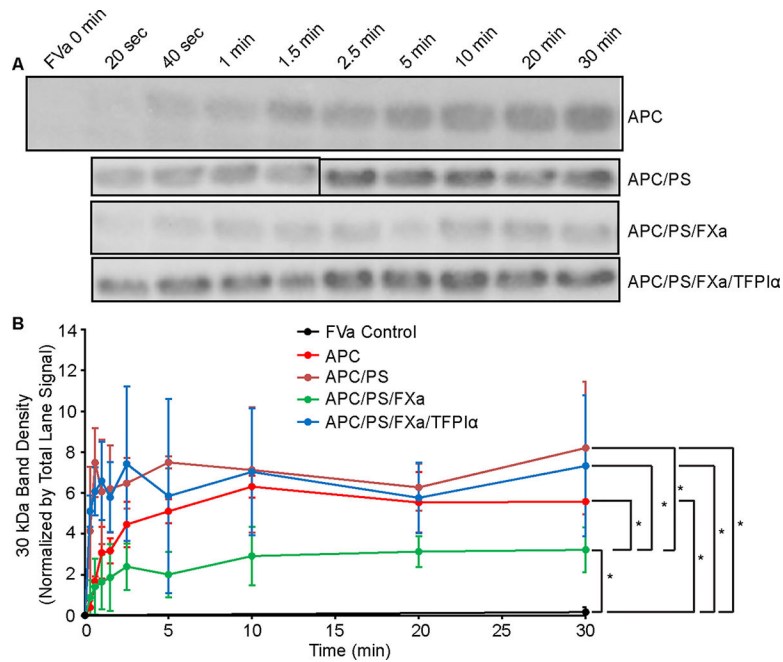 FVa 0 min
20 sec
40 sec
1 min
1.5 min
2.5 min
5 min
10 min
20 min
30 min
A
APC
APC/PS
APC/PS/FXa
APC/PS/FXa/TFPIα
B
14
12
10
8
6
4
2
0
30 kDa Band Density
(Normalized by Total Lane Signal)
FVa Control
APC
APC/PS
APC/PS/FXa
APC/PS/FXa/TFPIα
* * * * * * * *
0 5 10 20 30
Time (min)